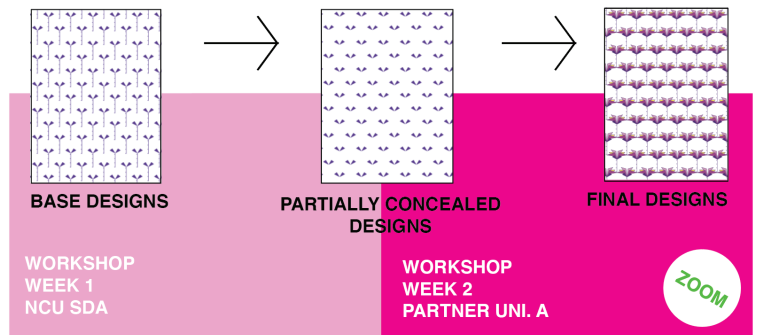 BASE DESIGNS
PARTIALLY CONCEALED
DESIGNS
FINAL DESIGNS
WORKSHOP
WEEK 1
NCU SDA
WORKSHOP
WEEK 2
PARTNER UNI. A
ZOOM